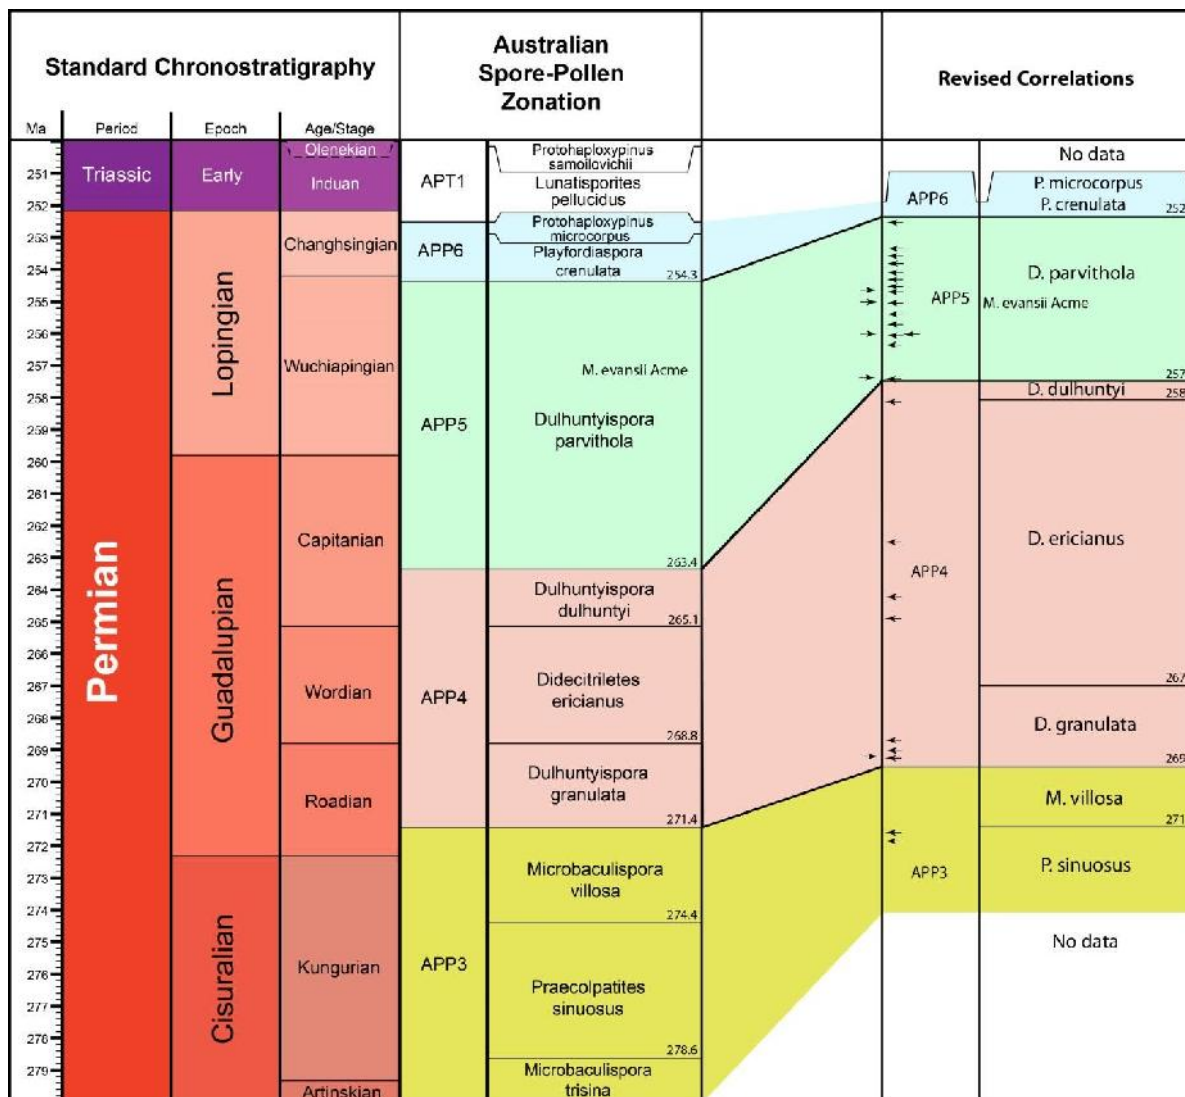 Standard Chronostratigraphy
Australian
Spore-Pollen
Zonation
Revised Correlations
Ma
Period
Epoch
Age/Stage
251
252
253
254
255
256
257
258
259
260
261
262
263
264
265
266
267
268
269
270
271
272
273
274
275
276
277
278
279
Triassic
Permian
Early
Lopingian
Guadalupian
Cisuralian
Olenekian
Induan
Changhsingian
Wuchiapingian
Capitanian
Wordian
Roadian
Kungurian
Artinskian
APT1
APP6
APP5
APP4
APP3
Protohaploxypinus
samoilovichii
Lunatisporites
pellucidus
Protohaploxypinus
microcorpus
Playfordiaspora
crenulata
254.3
M. evansii Acme
Dulhuntyispora
parvithola
263.4
Dulhuntyispora
dulhuntyi
265.1
Didecitriletes
ericianus
268.8
Dulhuntyispora
granulata
271.4
Microbaculispora
villosa
274.4
Praecolpatites
sinuosus
278.6
Microbaculispora
trisina
APP6
APP5
APP4
APP3
No data
P. microcorpus
P. crenulata
252
D. parvithola
M. evansii Acme
257
D. dulhuntyi
258
D. ericianus
267
D. granulata
269
M. villosa
271
P. sinuosus
No data